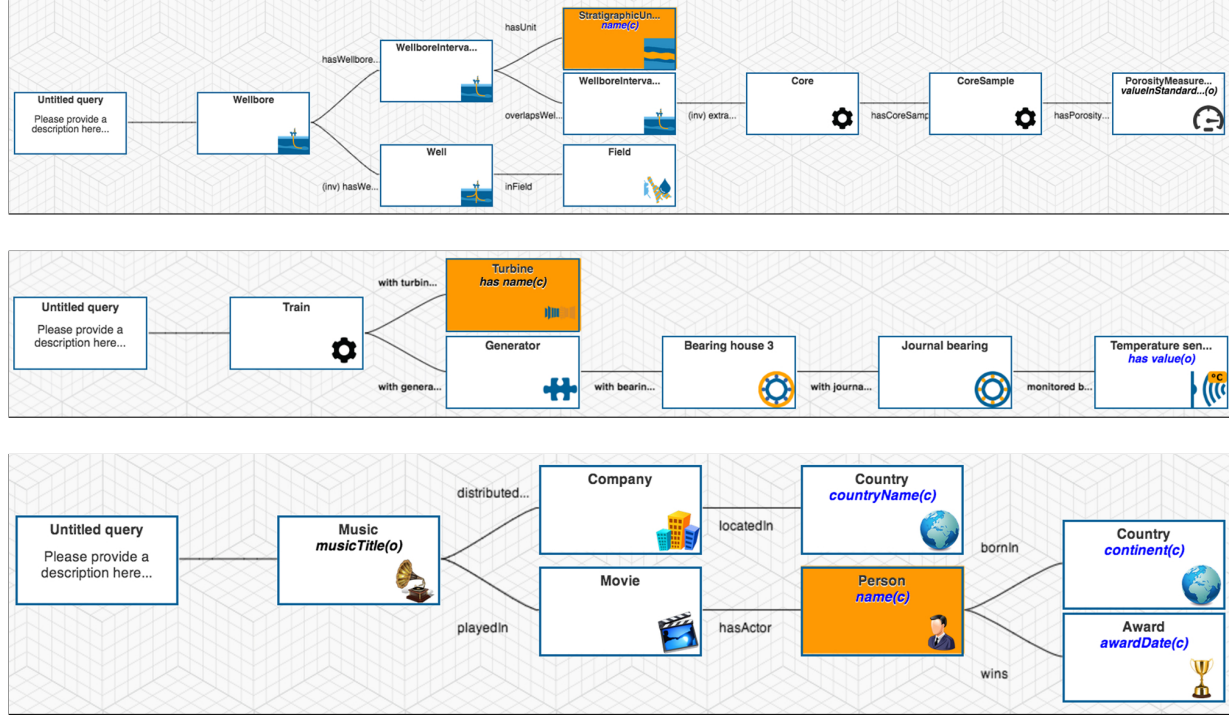 StratigraphicUn...
name(c)
hasUnit
WellboreInterva...
hasWellbore...
WellboreInterva...
Core
CoreSample
PorosityMeasure...
valueInStandard...(o)
Untitled query
Please provide a
description here...
Wellbore
overlapsWel...
(inv) extra...
hasCoreSamp
hasPorosity...
Well
Field
(inv) hasWe...
inField
Turbine
has name(c)
with turbin...
Untitled query
Please provide a
description here...
Train
Generator
Bearing house 3
Journal bearing
Temperature sen...
has value(o)
°C
with genera...
with bearin...
with journa...
monitored b...
Company
Country
countryName(c)
distributed...
locatedIn
Untitled query
Please provide a
description here...
Music
musicTitle(o)
Country
continent(c)
bornIn
Movie
Person
name(c)
playedIn
hasActor
Award
awardDate(c)
wins